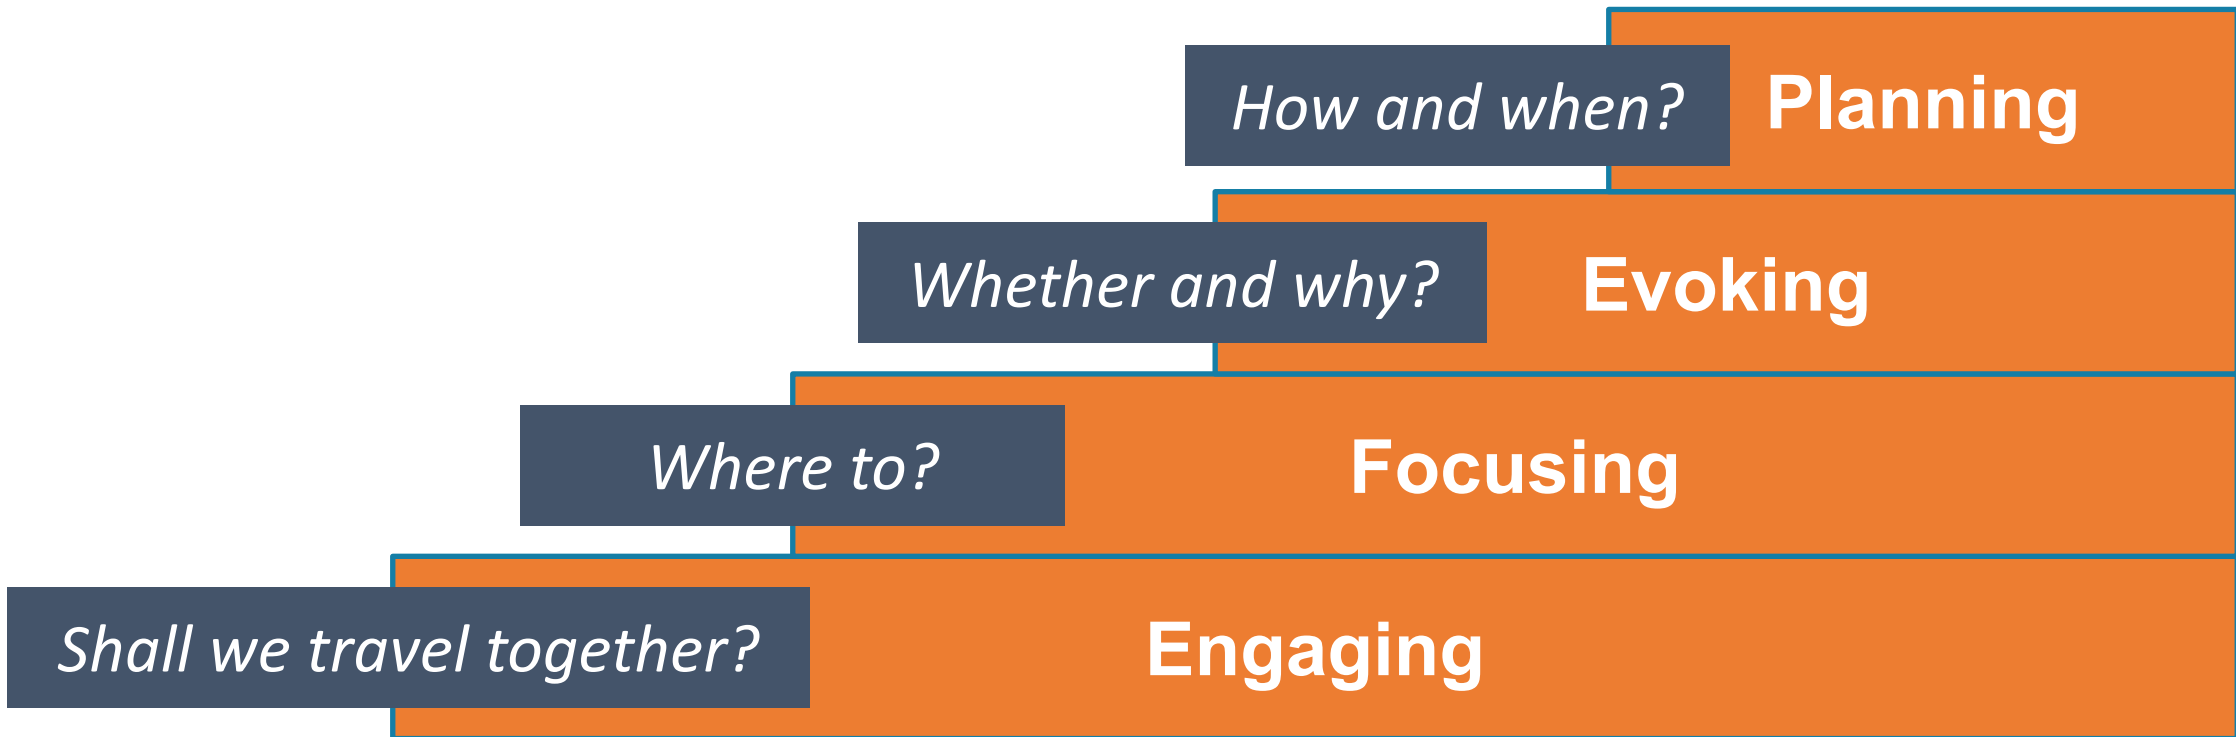 How and when?
Planning
Whether and why?
Evoking
Where to?
Focusing
Shall we travel together?
Engaging